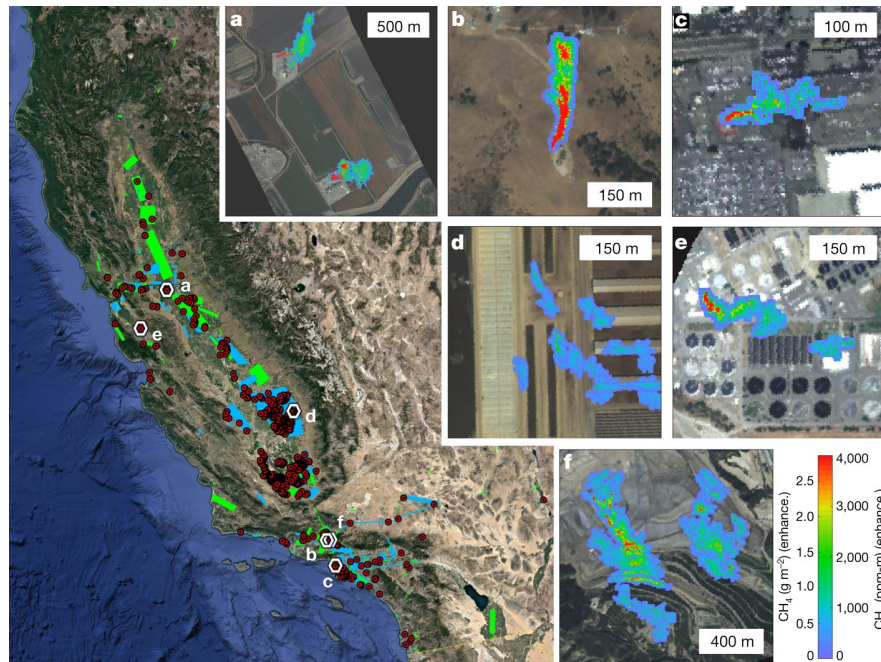 a
500 m
b
150 m
c
100 m
d
150 m
e
150 m
f
400 m
a
e
d
f
b
c
CH₄ (g m⁻²) (enhance.)
2.5
2.0
1.5
1.0
0.5
0
4,000
3,000
2,000
1,000
0
(ppm-m) (enhance.)